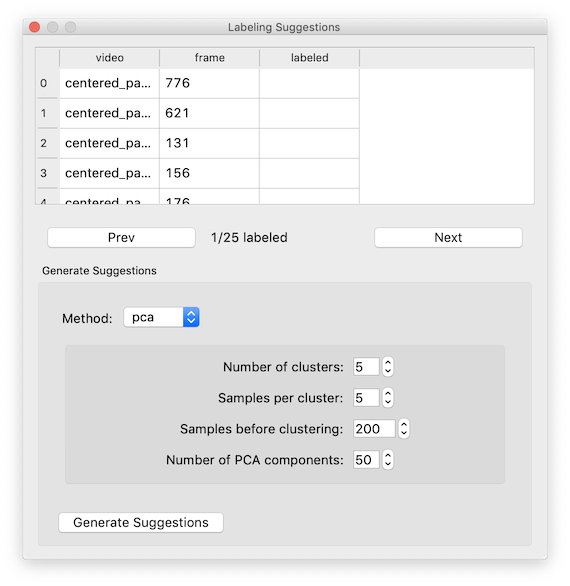 Labeling Suggestions
video frame labeled
0 centered_pa... 776
1 centered_pa... 621
2 centered_pa... 131
3 centered_pa... 156
4 centered_pa... 176
Prev 1/25 labeled Next
Generate Suggestions
Method: pca
Number of clusters: 5
Samples per cluster: 5
Samples before clustering: 200
Number of PCA components: 50
Generate Suggestions